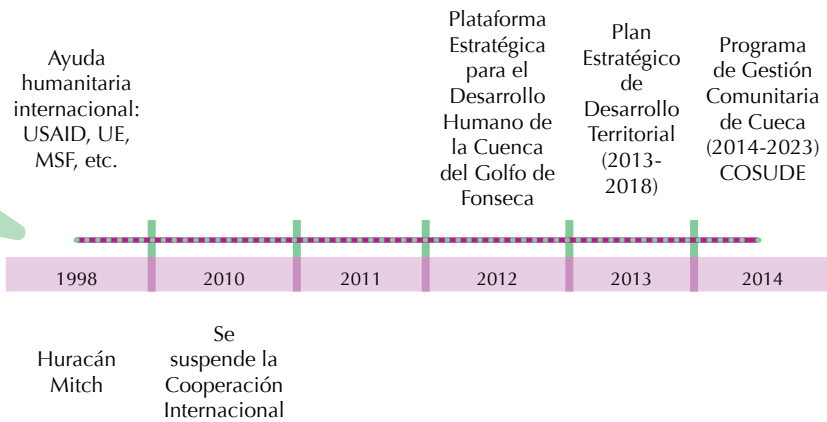 Ayuda
humanitaria
internacional:
USAID, UE,
MSF, etc.
Plataforma
Estratégica
para el
Desarrollo
Humano de
la Cuenca
del Golfo de
Fonseca
Plan
Estratégico
de
Desarrollo
Territorial
(2013-
2018)
Programa
de Gestión
Comunitaria
de Cueca
(2014-2023)
COSUDE
1998
2010
2011
2012
2013
2014
Huracán
Mitch
Se
suspende la
Cooperación
Internacional